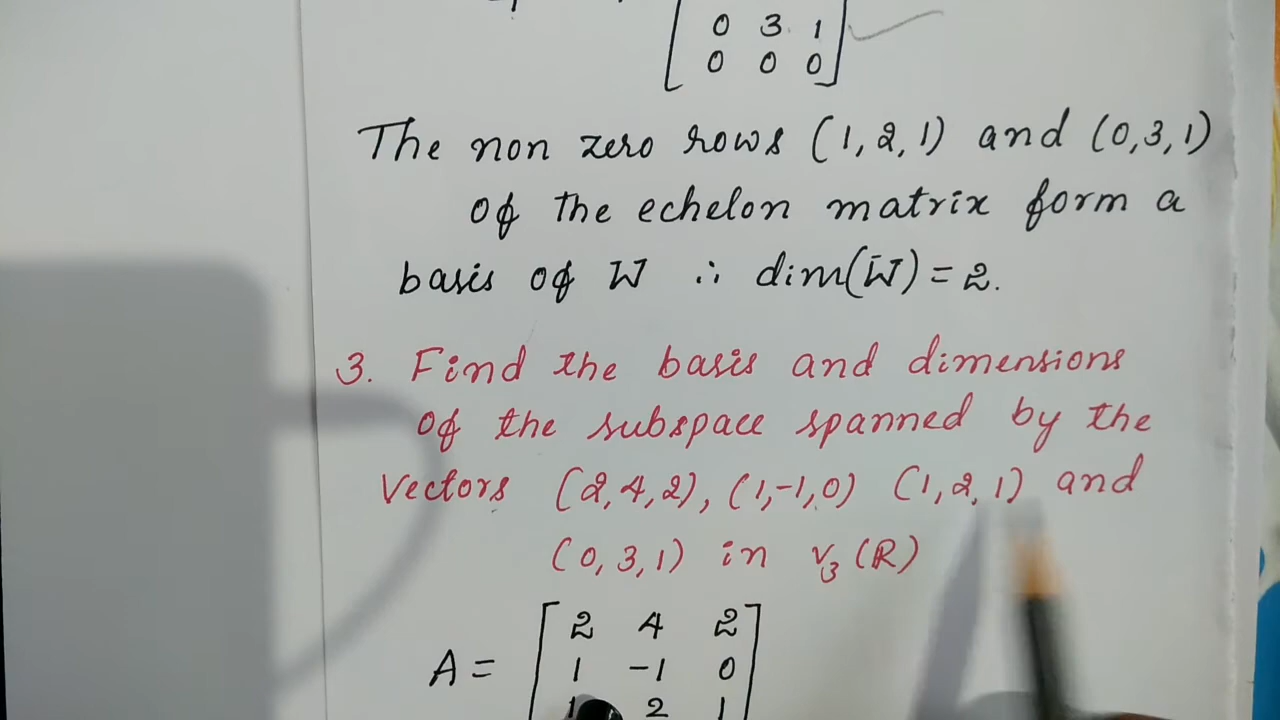 0 3 1
0 0 0
The non zero rows (1,2,1) and (0,3,1)
of the echelon matrix form a
basis of W ∴ dim(W) = 2.
3. Find the basis and dimensions
of the subspace spanned by the
vectors (2,4,2), (1,-1,0) (1,2,1) and
(0,3,1) in V3(R)
2 4 2
A = 1 -1 0
1 2 1